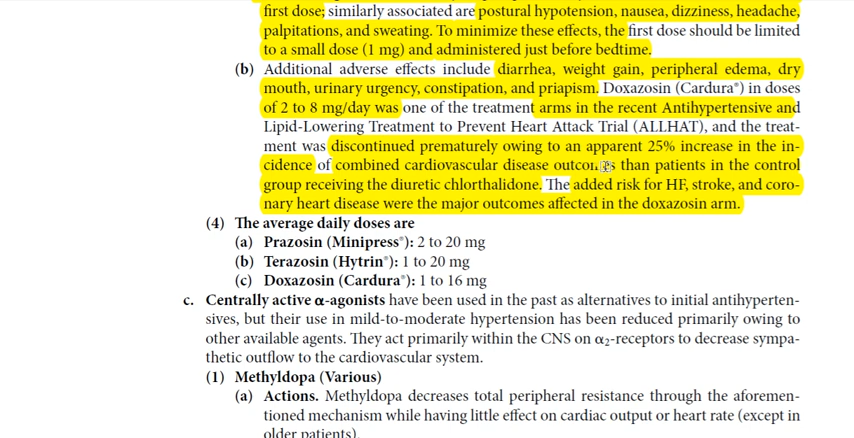 first dose; similarly associated are postural hypotension, nausea, dizziness, headache,
palpitations, and sweating. To minimize these effects, the first dose should be limited
to a small dose (1 mg) and administered just before bedtime.
(b) Additional adverse effects include diarrhea, weight gain, peripheral edema, dry
mouth, urinary urgency, constipation, and priapism. Doxazosin (Cardura®) in doses
of 2 to 8 mg/day was one of the treatment arms in the recent Antihypertensive and
Lipid-Lowering Treatment to Prevent Heart Attack Trial (ALLHAT), and the treat-
ment was discontinued prematurely owing to an apparent 25% increase in the in-
cidence of combined cardiovascular disease outcomes than patients in the control
group receiving the diuretic chlorthalidone. The added risk for HF, stroke, and coro-
nary heart disease were the major outcomes affected in the doxazosin arm.
(4) The average daily doses are
(a) Prazosin (Minipress®): 2 to 20 mg
(b) Terazosin (Hytrin®): 1 to 20 mg
(c) Doxazosin (Cardura®): 1 to 16 mg
c. Centrally active α-agonists have been used in the past as alternatives to initial antihyperten-
sives, but their use in mild-to-moderate hypertension has been reduced primarily owing to
other available agents. They act primarily within the CNS on α₂-receptors to decrease sympa-
thetic outflow to the cardiovascular system.
(1) Methyldopa (Various)
(a) Actions. Methyldopa decreases total peripheral resistance through the aforemen-
tioned mechanism while having little effect on cardiac output or heart rate (except in
older patients).